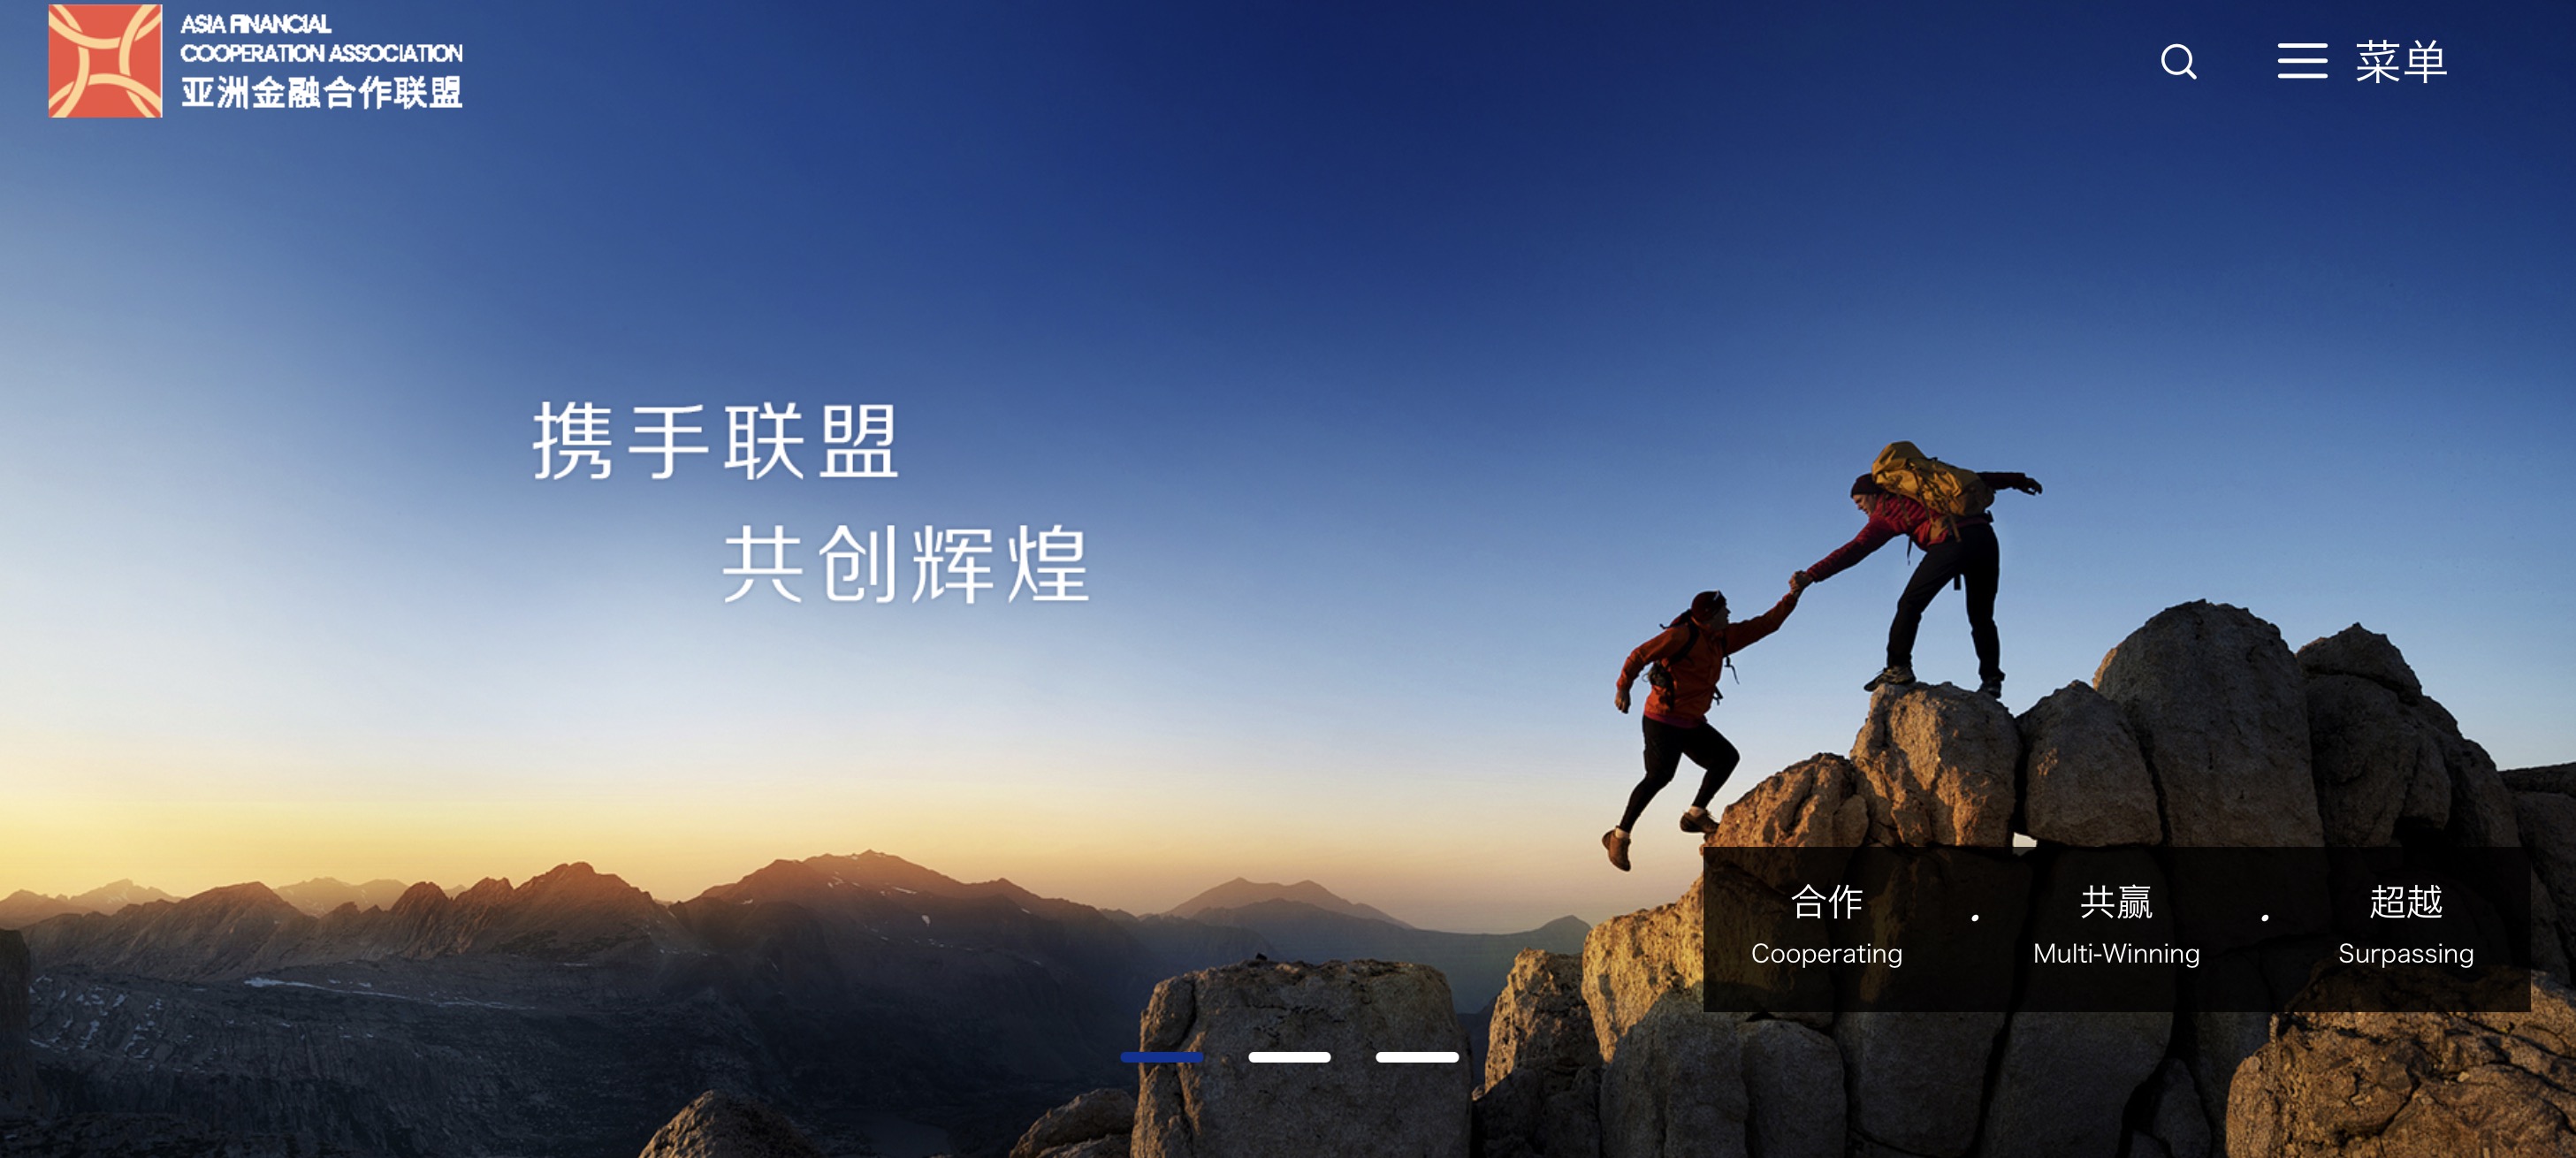 ASIA FINANCIAL
COOPERATION ASSOCIATION
亚洲金融合作联盟
菜单
携手联盟
共创辉煌
合作 · 共赢 · 超越
Cooperating Multi-Winning Surpassing